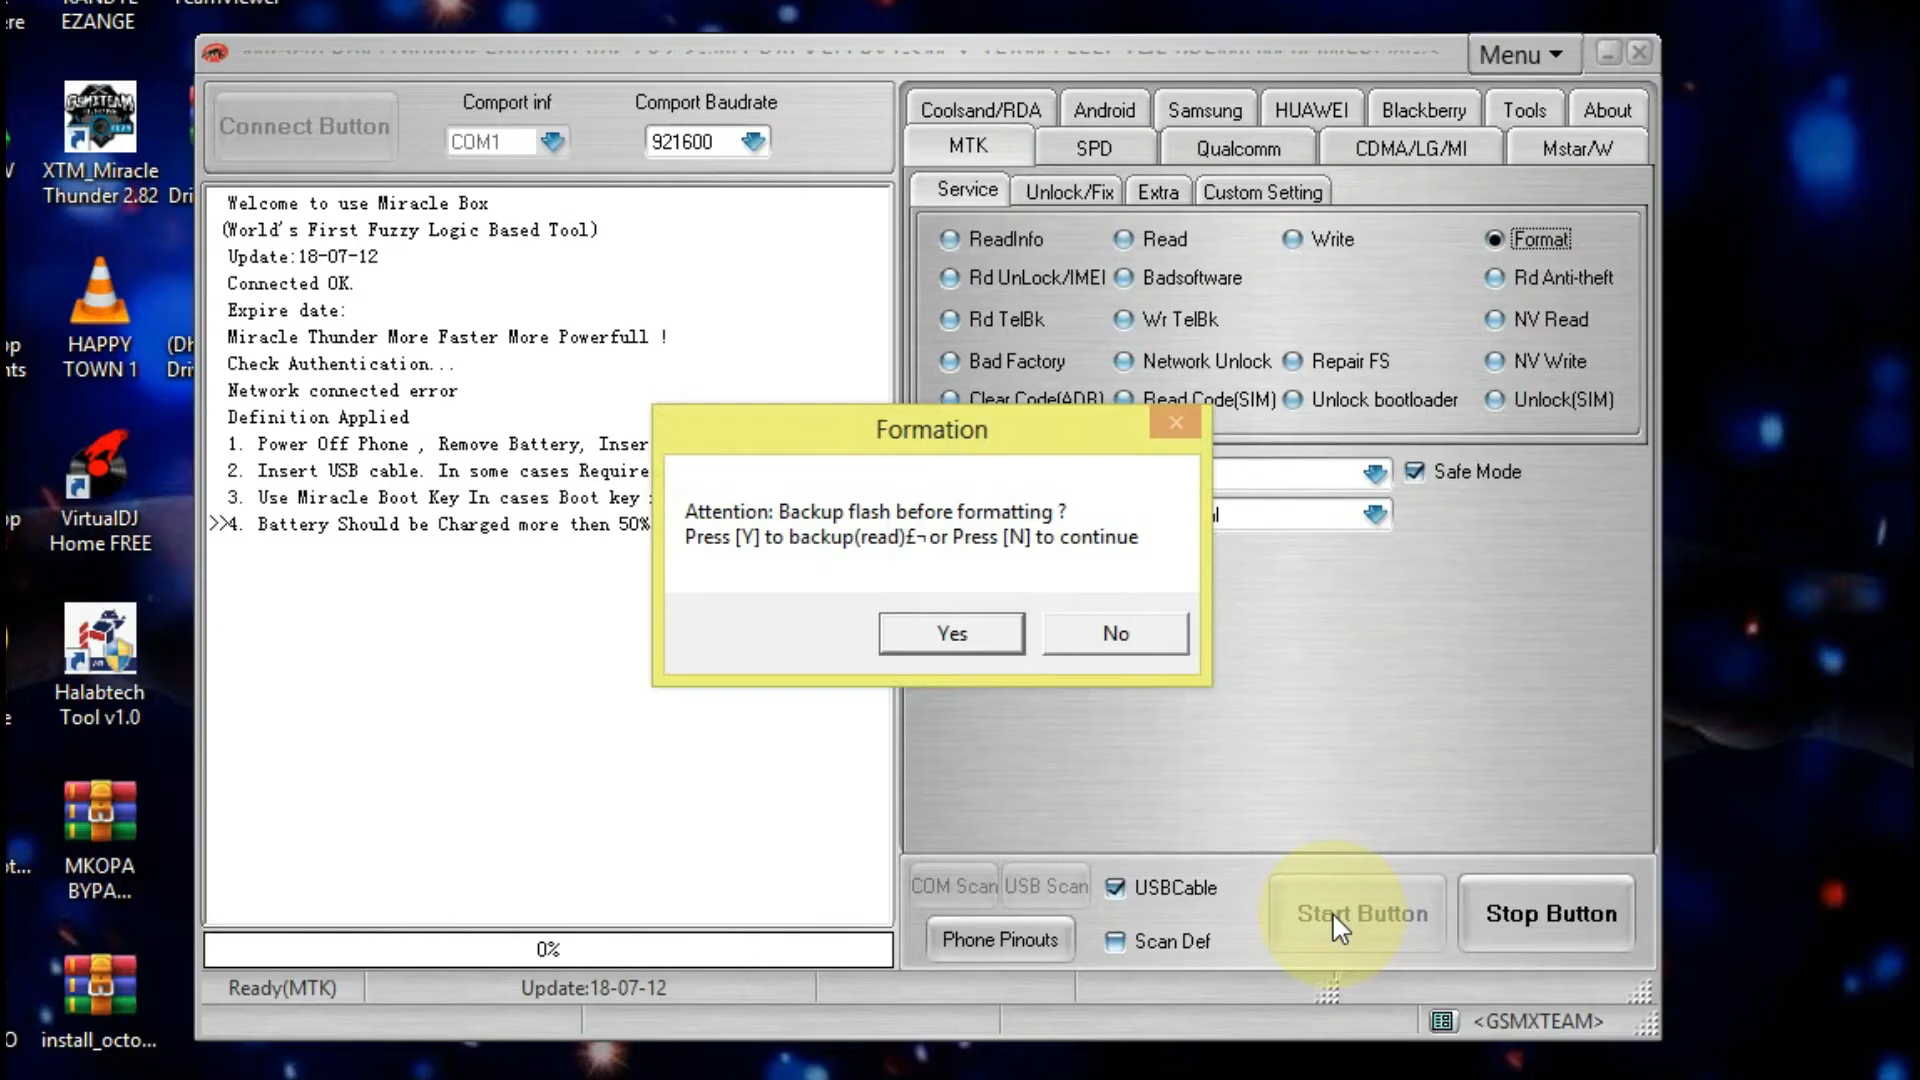 EZANGE
XTM_Miracle
Thunder 2.82
Dri
HAPPY
TOWN 1
(Dh
Dri
VirtualDJ
Home FREE
Halabtech
Tool v1.0
MKOPA
BYPA...
install_octo...
Menu
Connect Button
Comport inf
Comport Baudrate
COM1
921600
Welcome to use Miracle Box
(World's First Fuzzy Logic Based Tool)
Update:18-07-12
Connected OK.
Expire date:
Miracle Thunder More Faster More Powerfull !
Check Authentication...
Network connected error
Definition Applied
1. Power Off Phone , Remove Battery, Inser
2. Insert USB cable. In some cases Require
3. Use Miracle Boot Key In cases Boot key
>>4. Battery Should be Charged more then 50%
0%
Coolsand/RDA Android Samsung HUAWEI Blackberry Tools About
MTK SPD Qualcomm CDMA/LG/MI Mstar/W
Service Unlock/Fix Extra Custom Setting
ReadInfo Read Write Format
Rd UnLock/IMEI Badsoftware Rd Anti-theft
Rd TelBk Wr TelBk NV Read
Bad Factory Network Unlock Repair FS NV Write
Clear Code(ADB) Read Code(SIM) Unlock bootloader Unlock(SIM)
Safe Mode
Formation
Attention: Backup flash before formatting ?
Press [Y] to backup(read)£¬or Press [N] to continue
Yes No
COM Scan USB Scan USBCable
Phone Pinouts Scan Def
Start Button Stop Button
Ready(MTK) Update:18-07-12
<GSMXTEAM>